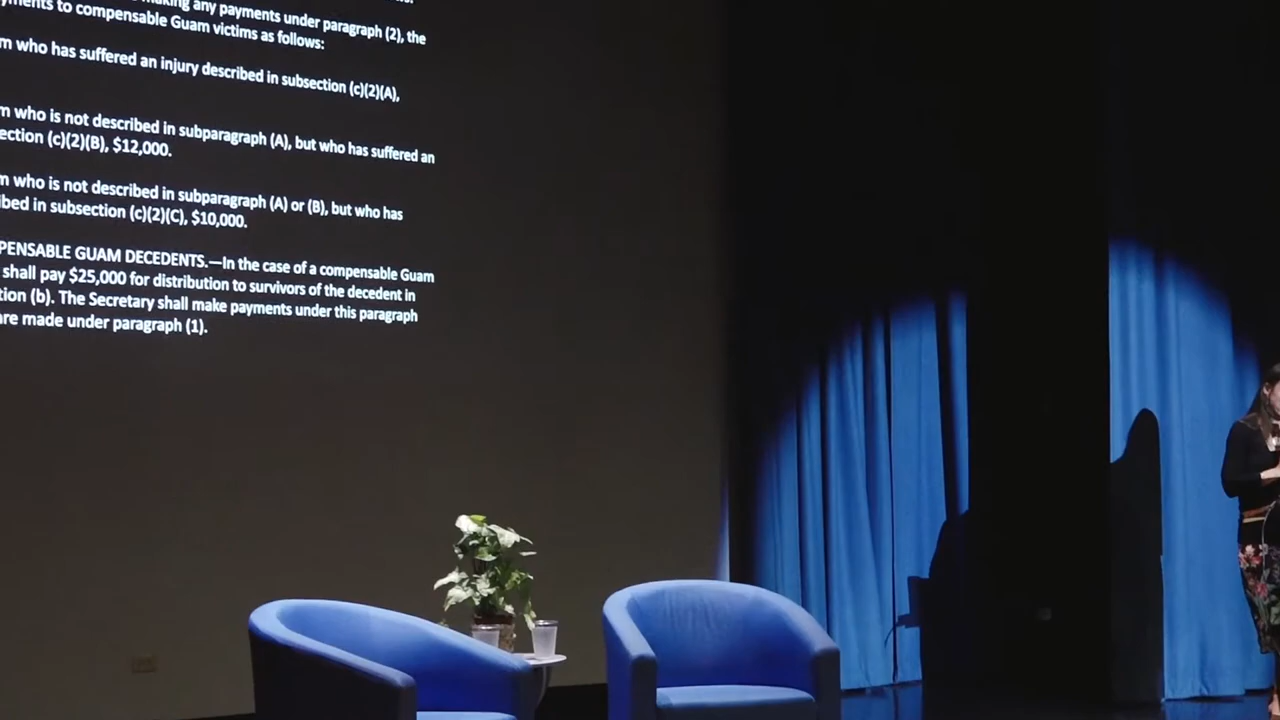 making any payments under paragraph (2), the
yments to compensable Guam victims as follows:
m who has suffered an injury described in subsection (c)(2)(A),
m who is not described in subparagraph (A), but who has suffered an
ection (c)(2)(B), $12,000.
m who is not described in subparagraph (A) or (B), but who has
ibed in subsection (c)(2)(C), $10,000.
PENSABLE GUAM DECEDENTS.—In the case of a compensable Guam
shall pay $25,000 for distribution to survivors of the decedent in
tion (b). The Secretary shall make payments under this paragraph
are made under paragraph (1).